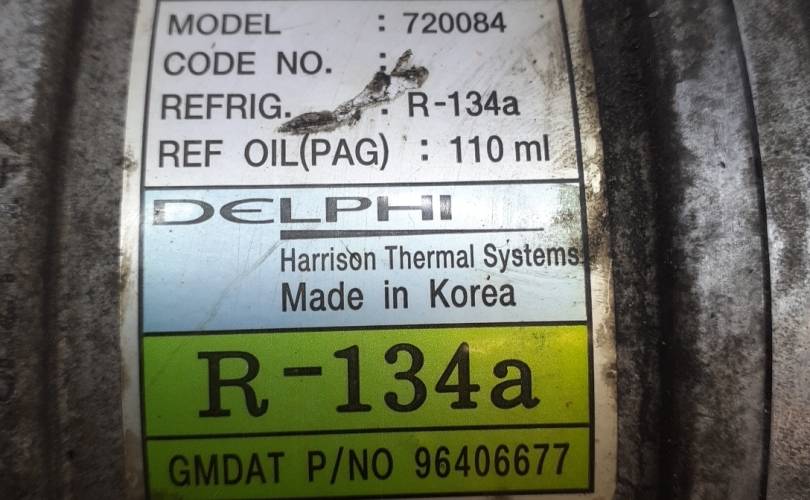 MODEL : 720084
CODE NO. :
REFRIG. : R-134a
REF OIL(PAG) : 110 ml
DELPHI
Harrison Thermal Systems
Made in Korea
R-134a
GMDAT P/NO 96406677